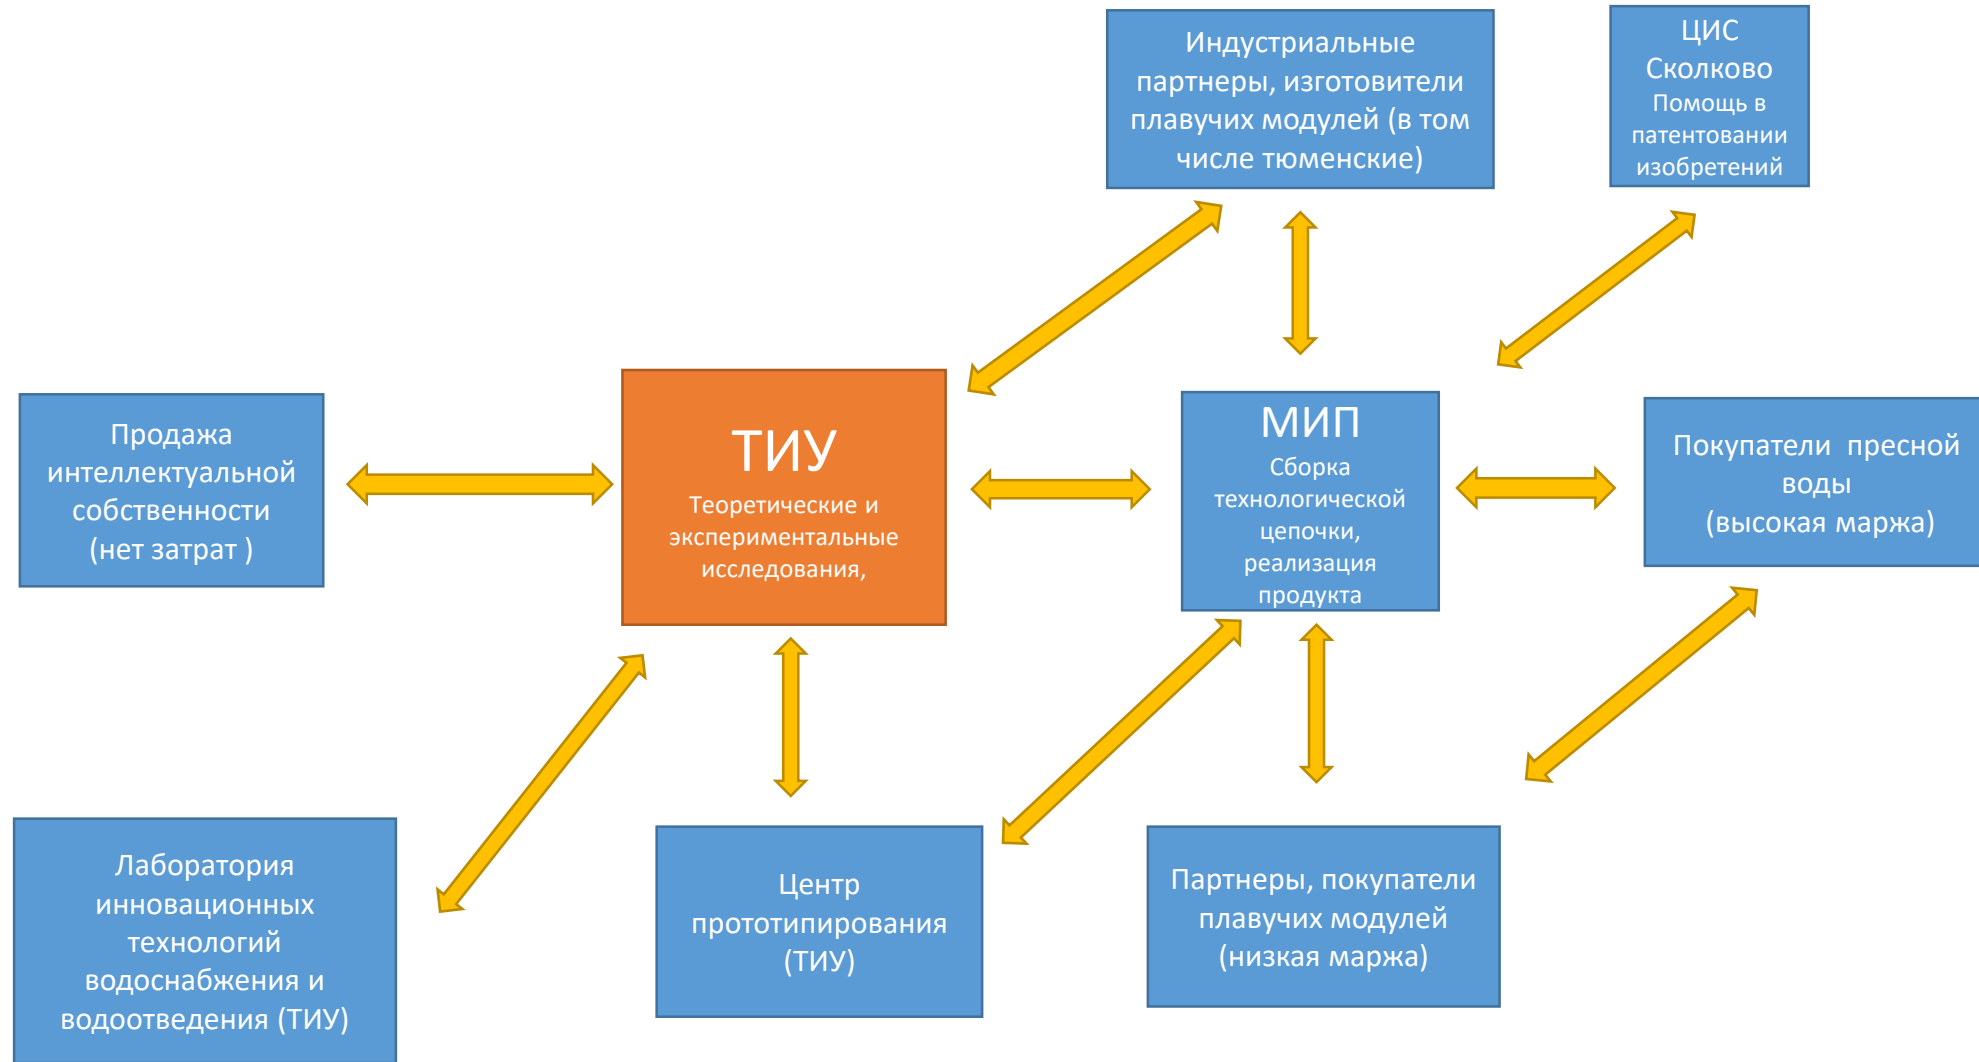 Индустриальные
партнеры, изготовители
плавучих модулей (в том
числе тюменские)
ЦИС
Сколково
Помощь в
патентовании
изобретений
Продажа
интеллектуальной
собственности
(нет затрат )
ТИУ
Теоретические и
экспериментальные
исследования,
МИП
Сборка
технологической
цепочки,
реализация
продукта
Покупатели  пресной
воды
(высокая маржа)
Лаборатория
инновационных
технологий
водоснабжения и
водоотведения (ТИУ)
Центр
прототипирования
(ТИУ)
Партнеры, покупатели
плавучих модулей
(низкая маржа)